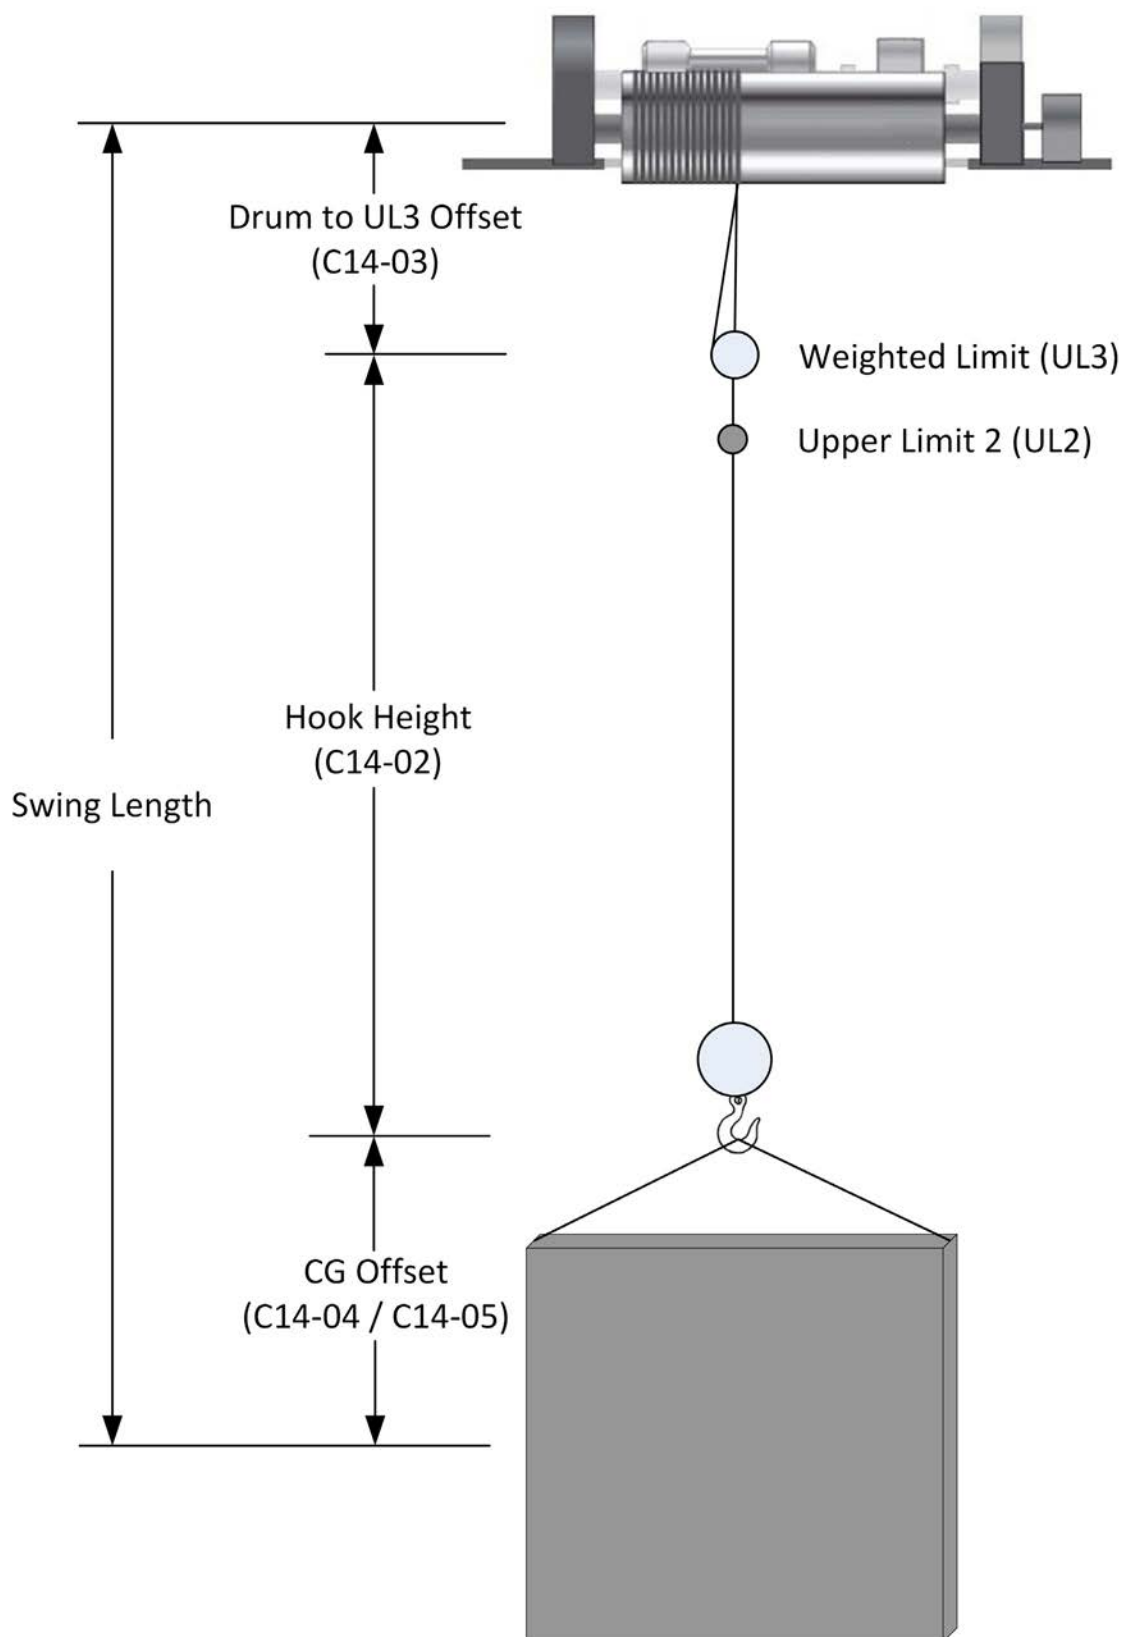 Drum to UL3 Offset
(C14-03)
Weighted Limit (UL3)
Upper Limit 2 (UL2)
Hook Height
(C14-02)
Swing Length
CG Offset
(C14-04 / C14-05)